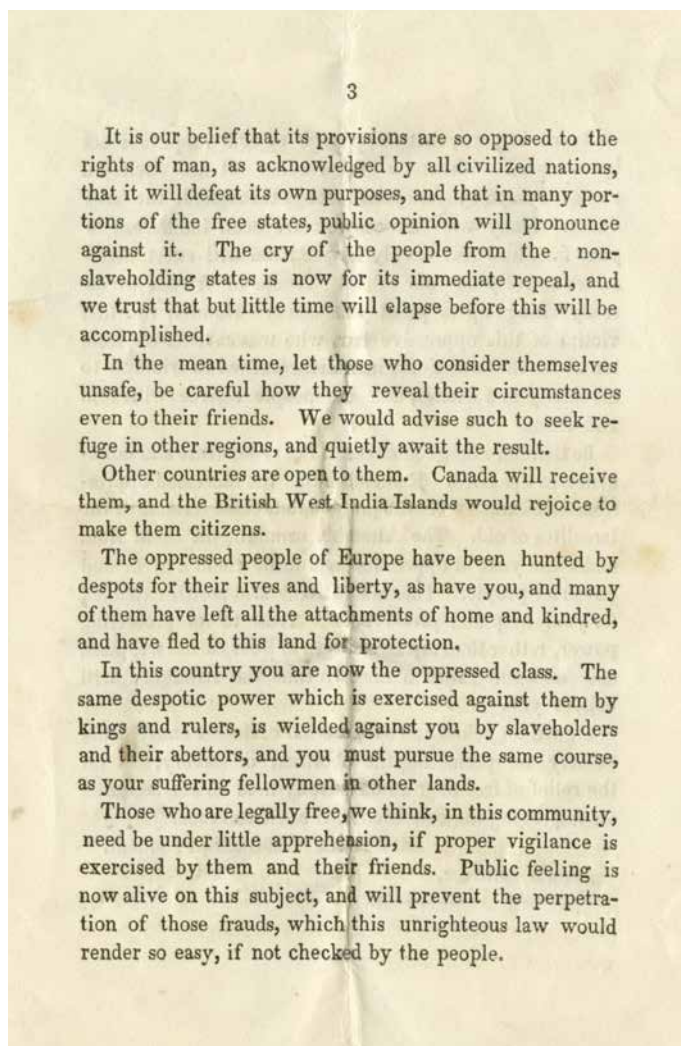 3
It is our belief that its provisions are so opposed to the
rights of man, as acknowledged by all civilized nations,
that it will defeat its own purposes, and that in many por-
tions of the free states, public opinion will pronounce
against it. The cry of the people from the non-
slaveholding states is now for its immediate repeal, and
we trust that but little time will elapse before this will be
accomplished.
In the mean time, let those who consider themselves
unsafe, be careful how they reveal their circumstances
even to their friends. We would advise such to seek re-
fuge in other regions, and quietly await the result.
Other countries are open to them. Canada will receive
them, and the British West India Islands would rejoice to
make them citizens.
The oppressed people of Europe have been hunted by
despots for their lives and liberty, as have you, and many
of them have left all the attachments of home and kindred,
and have fled to this land for protection.
In this country you are now the oppressed class. The
same despotic power which is exercised against them by
kings and rulers, is wielded against you by slaveholders
and their abettors, and you must pursue the same course,
as your suffering fellowmen in other lands.
Those who are legally free, we think, in this community,
need be under little apprehension, if proper vigilance is
exercised by them and their friends. Public feeling is
now alive on this subject, and will prevent the perpetra-
tion of those frauds, which this unrighteous law would
render so easy, if not checked by the people.